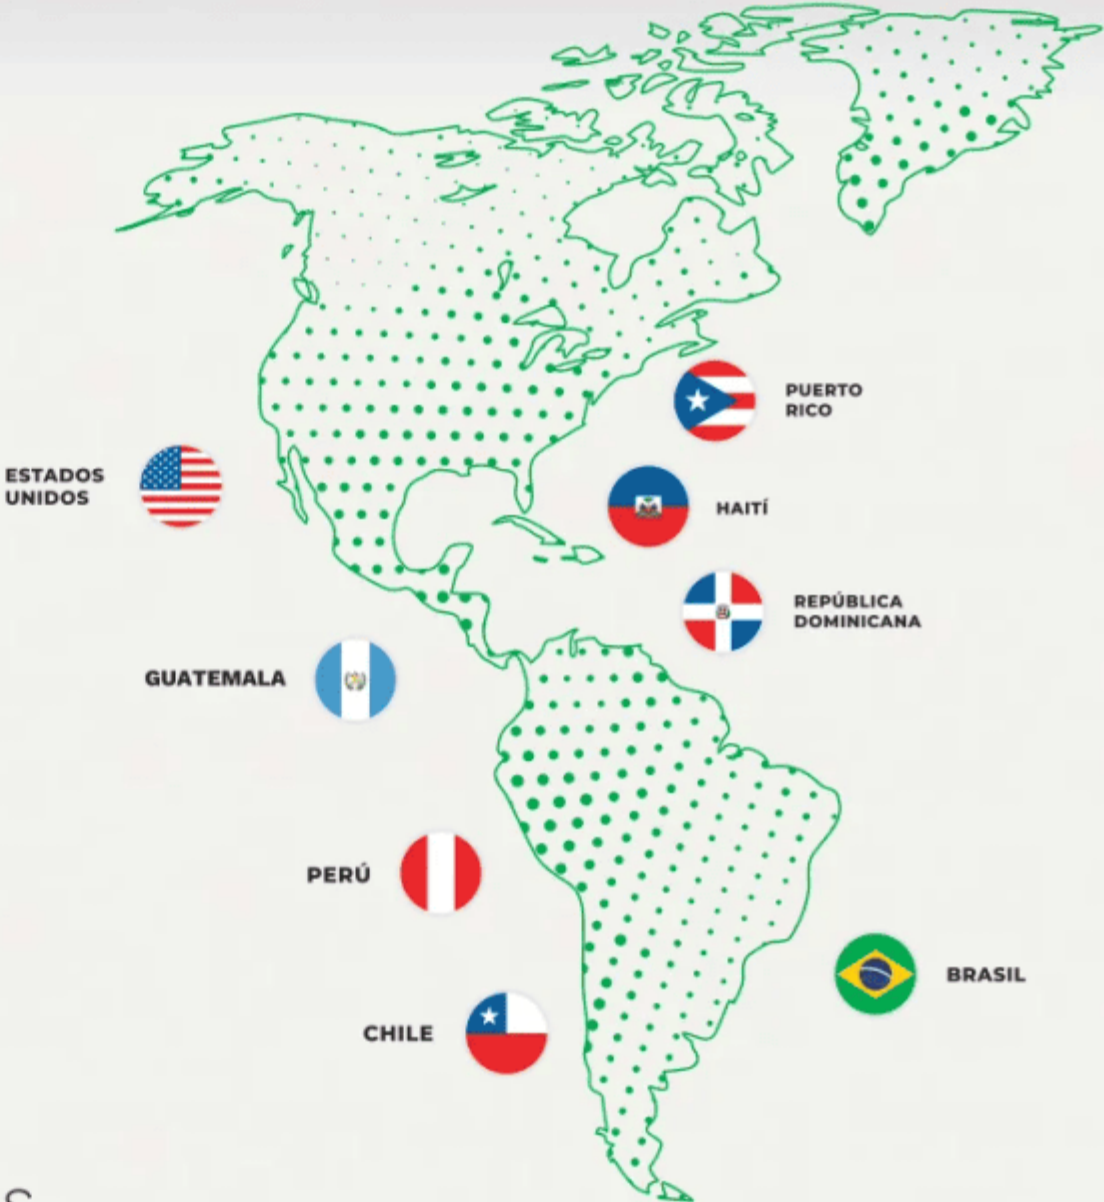 PUERTO
RICO
ESTADOS
UNIDOS
HAITÍ
REPÚBLICA
DOMINICANA
GUATEMALA
PERÚ
BRASIL
CHILE